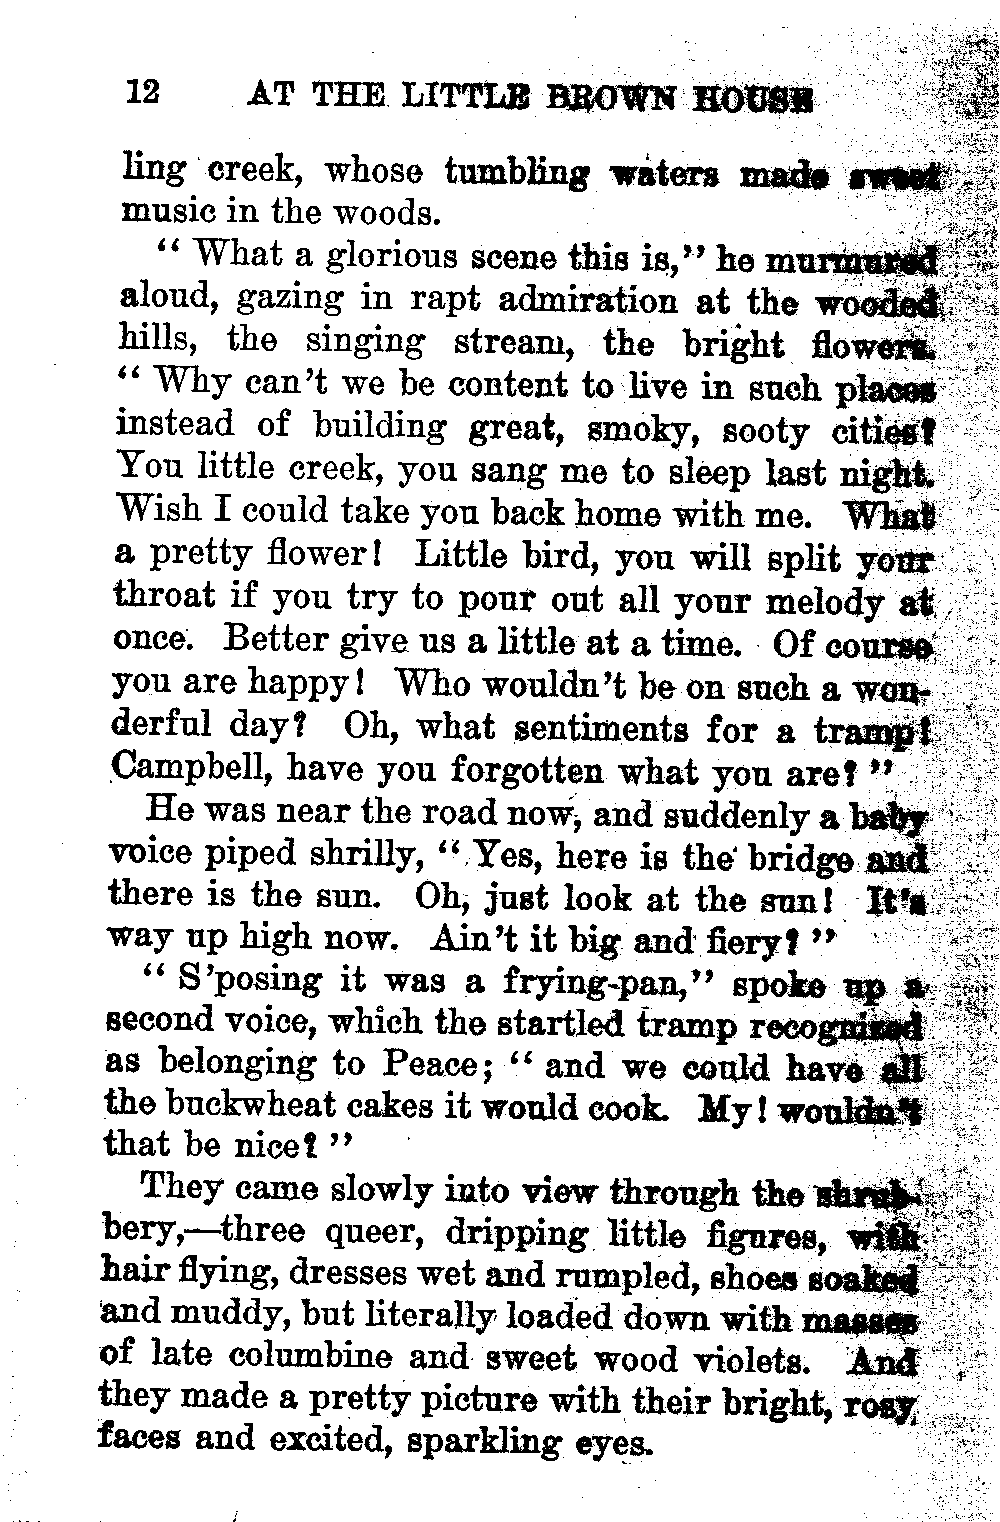 12 AT THE LITTLE BROWN HOUSE
ling creek, whose tumbling waters made sweet
music in the woods.
“ What a glorious scene this is,” he murmured
aloud, gazing in rapt admiration at the wooded
hills, the singing stream, the bright flowers.
“ Why can’t we be content to live in such places
instead of building great, smoky, sooty cities?
You little creek, you sang me to sleep last night.
Wish I could take you back home with me. What
a pretty flower! Little bird, you will split your
throat if you try to pour out all your melody at
once. Better give us a little at a time. Of course
you are happy! Who wouldn’t be on such a won-
derful day? Oh, what sentiments for a tramp!
Campbell, have you forgotten what you are? ”
He was near the road now, and suddenly a baby
voice piped shrilly, “ Yes, here is the bridge and
there is the sun. Oh, just look at the sun! It’s
way up high now. Ain’t it big and fiery? ”
“ S’posing it was a frying-pan,” spoke up a
second voice, which the startled tramp recognized
as belonging to Peace; “ and we could have all
the buckwheat cakes it would cook. My! wouldn’t
that be nice? ”
They came slowly into view through the shrub-
bery,—three queer, dripping little figures, with
hair flying, dresses wet and rumpled, shoes soaked
and muddy, but literally loaded down with masses
of late columbine and sweet wood violets. And
they made a pretty picture with their bright, rosy
faces and excited, sparkling eyes.